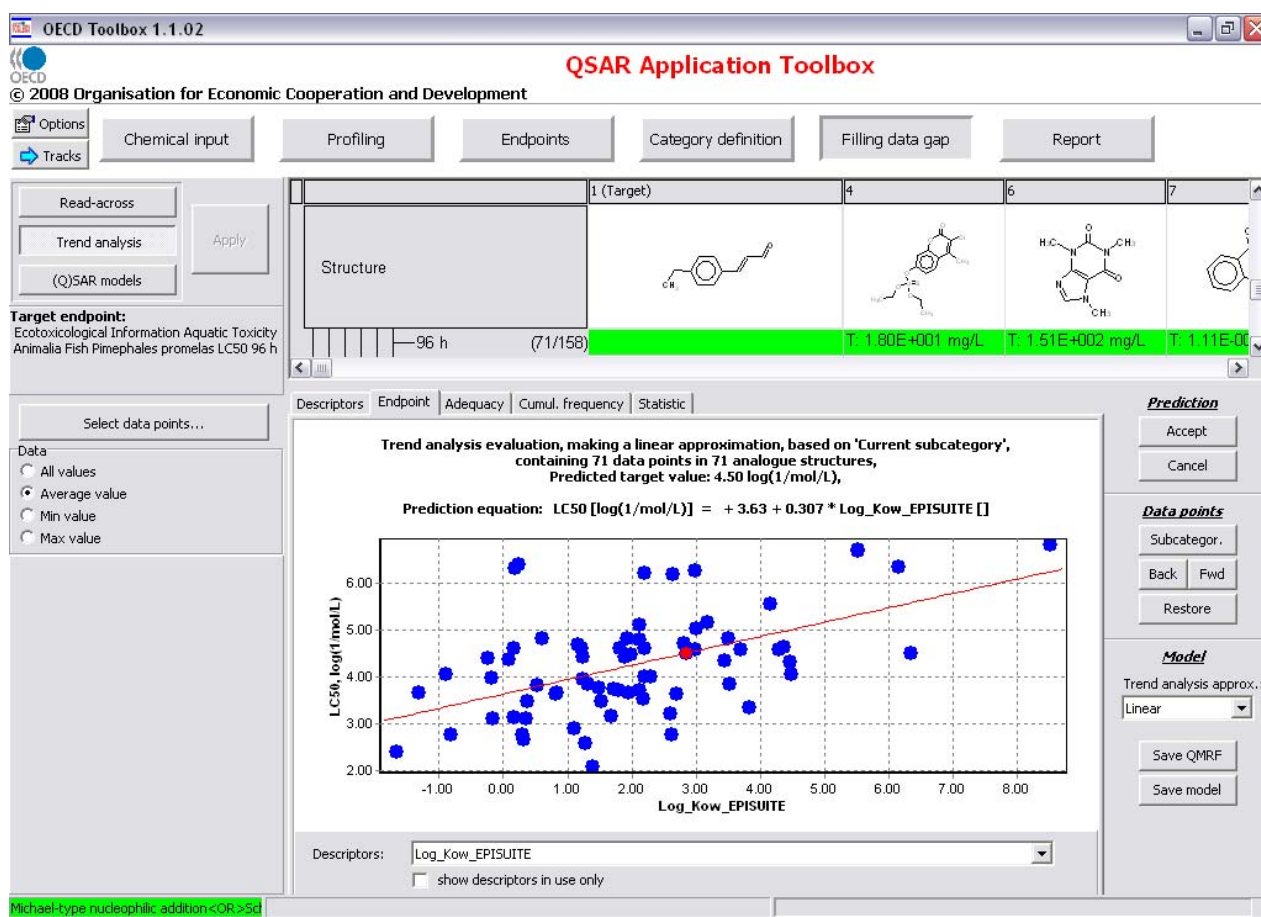 OECD Toolbox 1.1.02
OECD
QSAR Application Toolbox
© 2008 Organisation for Economic Cooperation and Development
Options
Tracks
Chemical input
Profiling
Endpoints
Category definition
Filling data gap
Report
Read-across
Trend analysis
(Q)SAR models
Apply
Target endpoint:
Ecotoxicological Information Aquatic Toxicity
Animalia Fish Pimephales promelas LC50 96 h
1 (Target)
4
6
7
Structure
96 h (71/158)
T: 1.80E+001 mg/L
T: 1.51E+002 mg/L
T: 1.11E-00
Select data points...
Data
All values
Average value
Min value
Max value
Descriptors
Endpoint
Adequacy
Cumul. frequency
Statistic
Trend analysis evaluation, making a linear approximation, based on 'Current subcategory',
containing 71 data points in 71 analogue structures,
Predicted target value: 4.50 log(1/mol/L),
Prediction equation: LC50 [log(1/mol/L)] = + 3.63 + 0.307 * Log_Kow_EPISUITE []
LC50, log(1/mol/L)
6.00
5.00
4.00
3.00
2.00
-1.00 0.00 1.00 2.00 3.00 4.00 5.00 6.00 7.00 8.00
Log_Kow_EPISUITE
Descriptors:
Log_Kow_EPISUITE
show descriptors in use only
Prediction
Accept
Cancel
Data points
Subcategor.
Back
Fwd
Restore
Model
Trend analysis approx.:
Linear
Save QMRF
Save model
Michael-type nucleophilic addition<OR>Sch